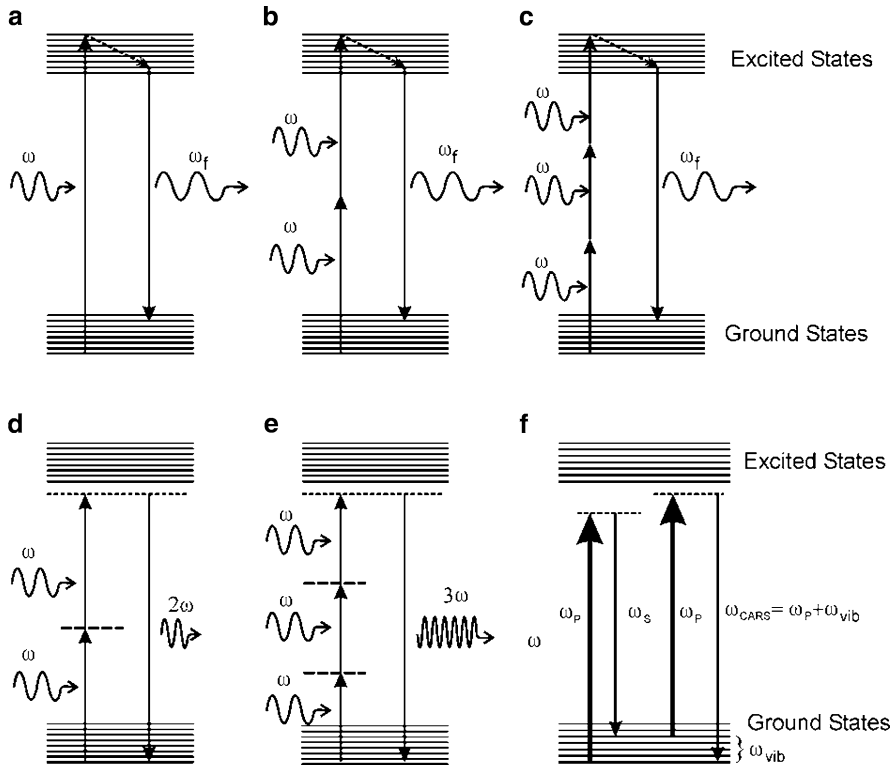 a
b
c
Excited States
ω
ω
ω
ω
ω
ω
ω_f
ω_f
ω_f
Ground States
d
e
f
Excited States
ω
ω
2ω
ω
ω
ω
3ω
ω
ω_P
ω_S
ω_P
ω_CARS= ω_P+ω_vib
Ground States
ω_vib